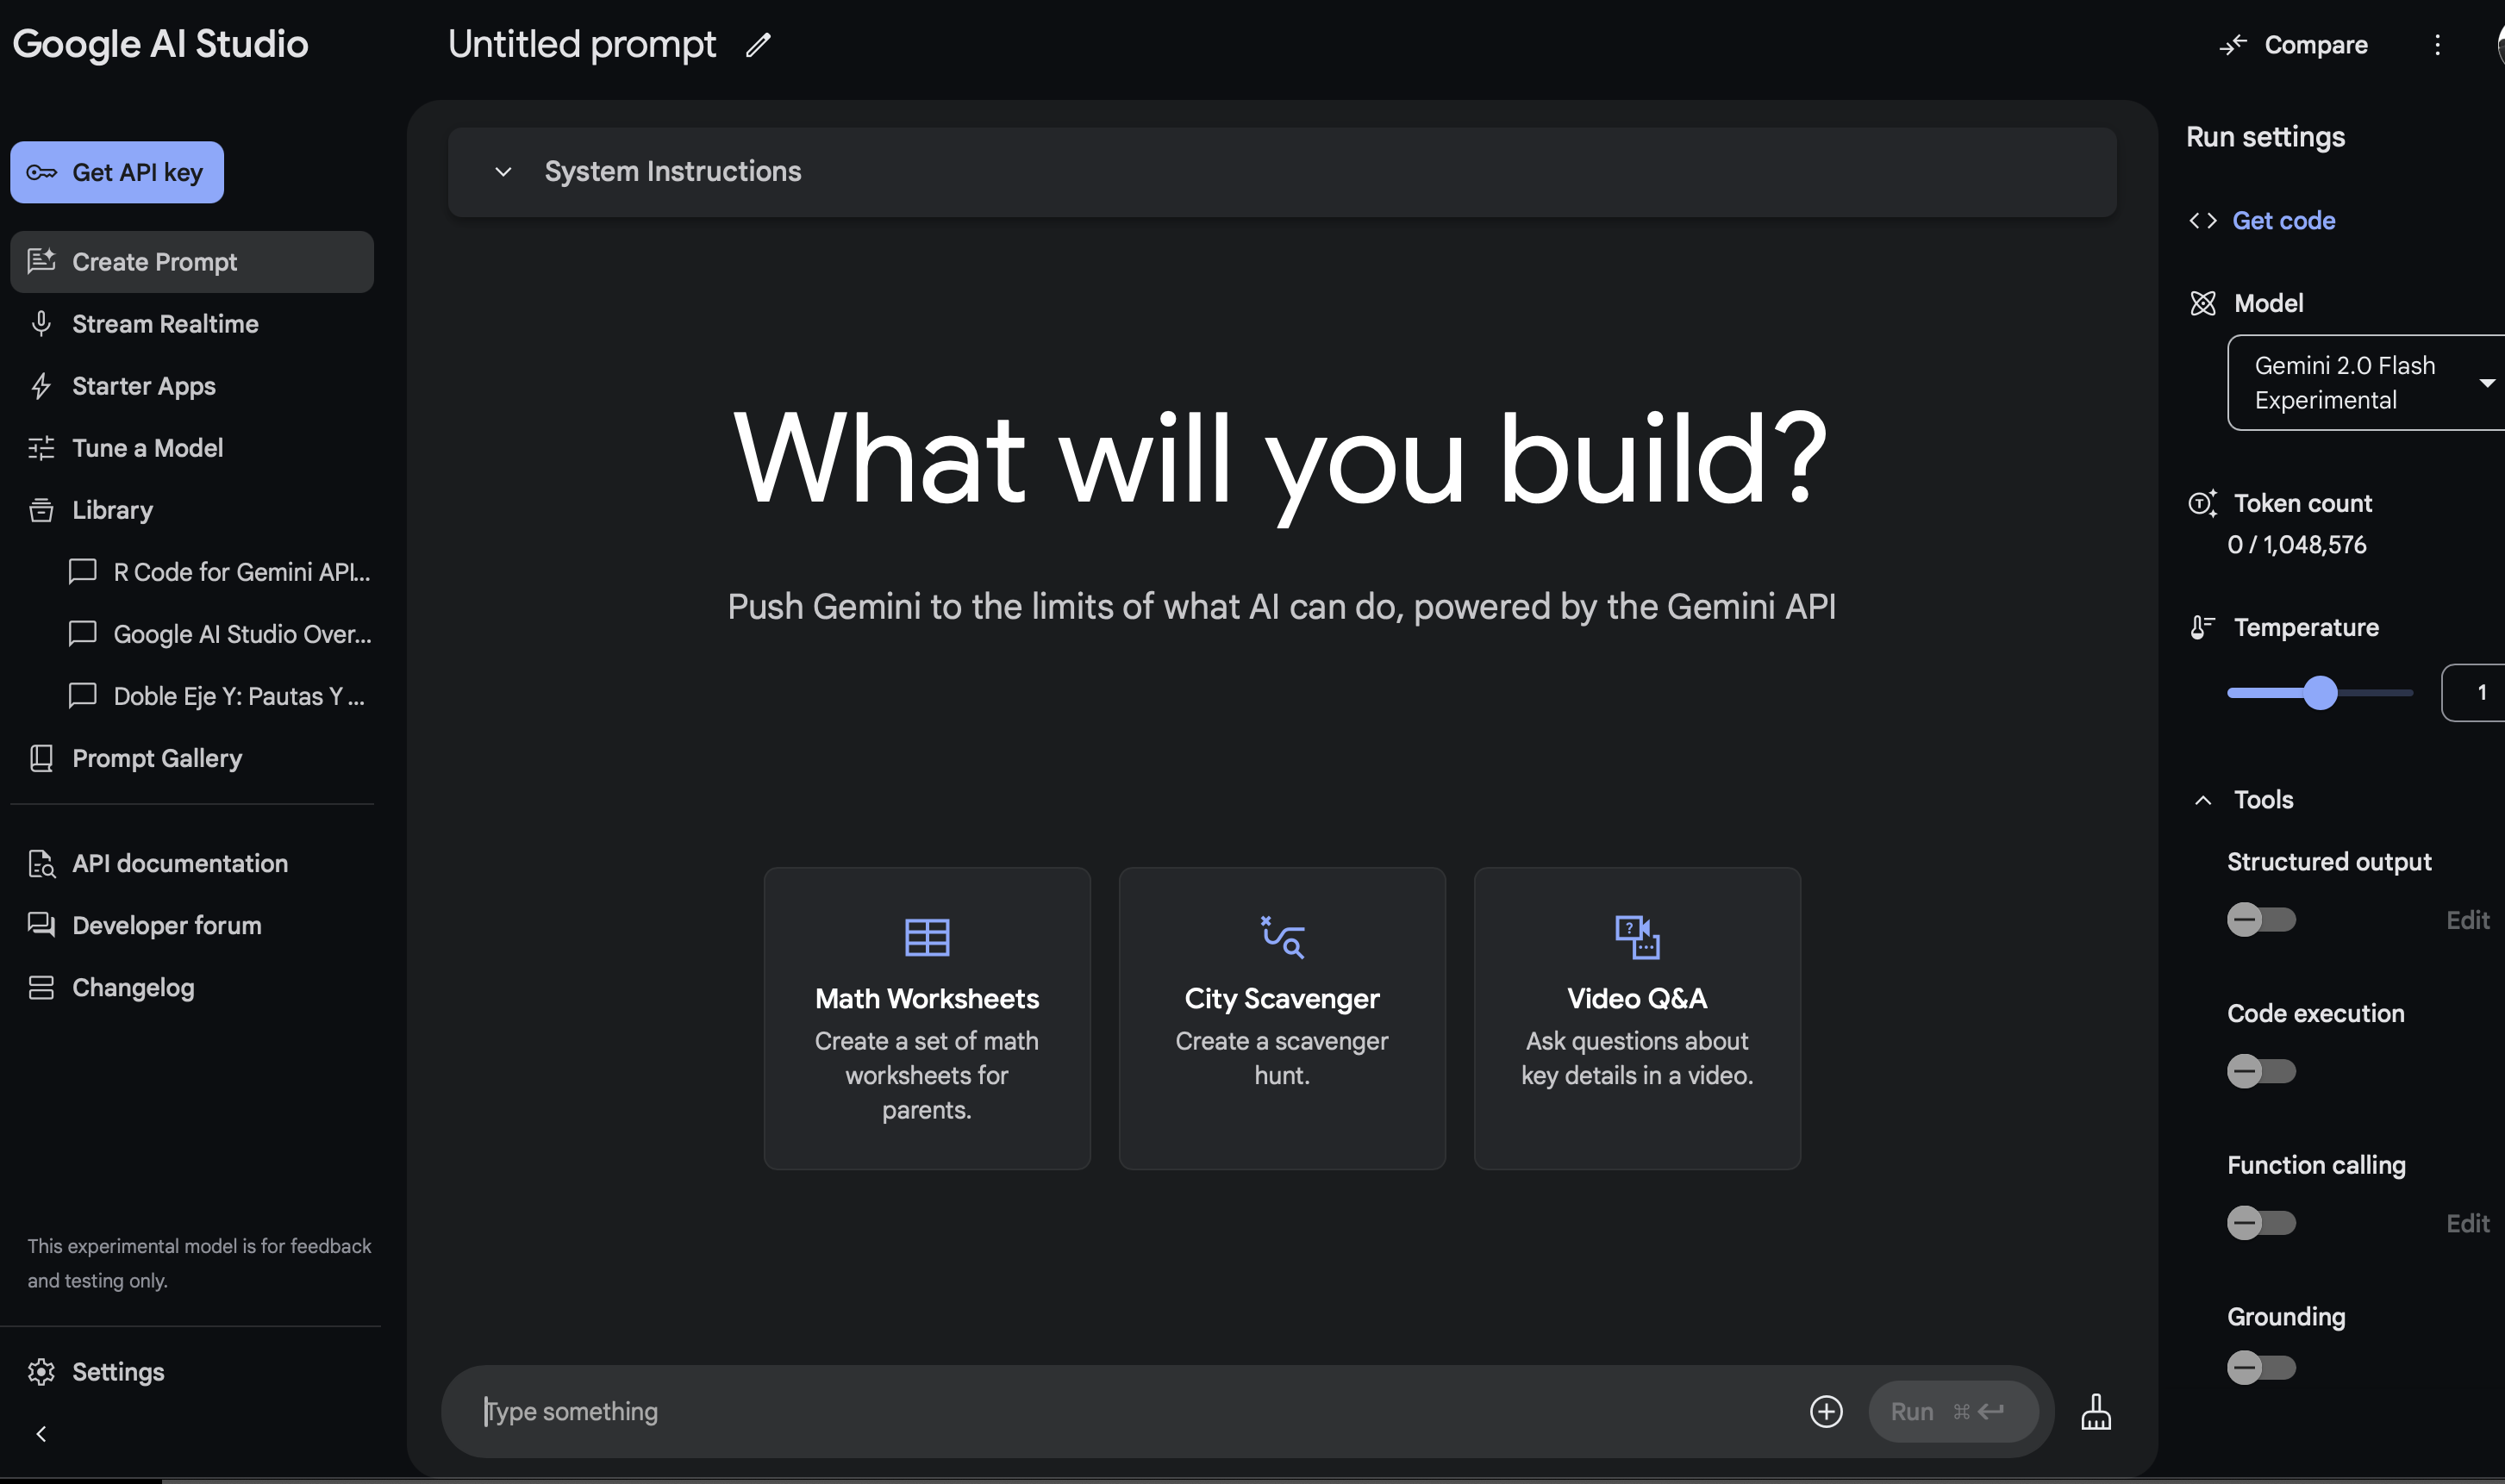 Google AI Studio
Untitled prompt
Compare
Get API key
Create Prompt
Stream Realtime
Starter Apps
Tune a Model
Library
R Code for Gemini API...
Google AI Studio Over...
Doble Eje Y: Pautas Y ...
Prompt Gallery
API documentation
Developer forum
Changelog
This experimental model is for feedback
and testing only.
Settings
System Instructions
What will you build?
Push Gemini to the limits of what AI can do, powered by the Gemini API
Math Worksheets
Create a set of math
worksheets for
parents.
City Scavenger
Create a scavenger
hunt.
Video Q&A
Ask questions about
key details in a video.
Type something
Run ⌘
Run settings
Get code
Model
Gemini 2.0 Flash
Experimental
Token count
0 / 1,048,576
Temperature
1
Tools
Structured output
Edit
Code execution
Function calling
Edit
Grounding